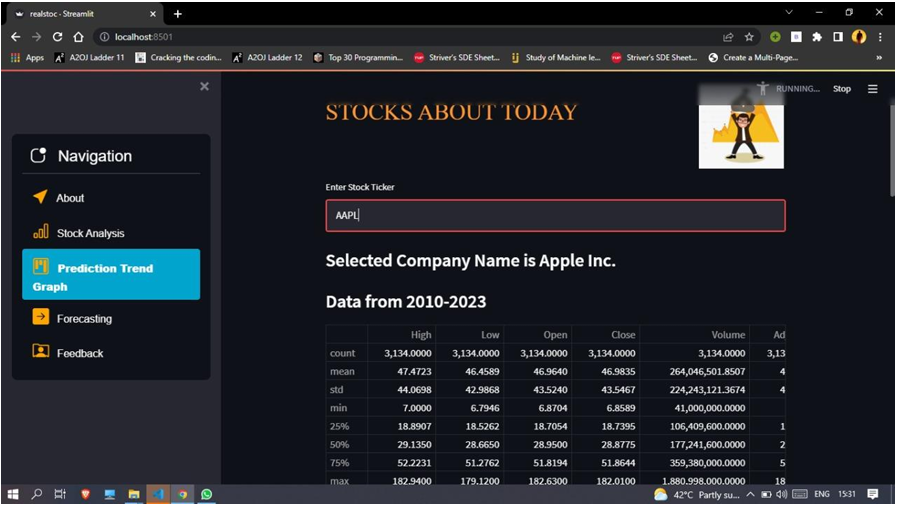 realstoc - Streamlit
localhost:8501
Apps A2OJ Ladder 11 Cracking the codin... A2OJ Ladder 12 Top 30 Programmin... Striver's SDE Sheet... Study of Machine le... Striver's SDE Sheet... Create a Multi-Page... »
RUNNING... Stop
STOCKS ABOUT TODAY
Navigation
About
Stock Analysis
Prediction Trend
Graph
Forecasting
Feedback
Enter Stock Ticker
AAPL
Selected Company Name is Apple Inc.
Data from 2010-2023
High Low Open Close Volume Ad
count 3,134.0000 3,134.0000 3,134.0000 3,134.0000 3,134.0000 3,13
mean 47.4723 46.4589 46.9640 46.9835 264,046,501.8507 4
std 44.0698 42.9868 43.5240 43.5467 224,243,121.3674 4
min 7.0000 6.7946 6.8704 6.8589 41,000,000.0000
25% 18.8907 18.5262 18.7054 18.7395 106,409,600.0000 1
50% 29.1350 28.6650 28.9500 28.8775 177,241,600.0000 2
75% 52.2231 51.2762 51.8194 51.8644 359,380,000.0000 5
max 182.9400 179.1200 182.6300 182.0100 1,880,998,000.0000 18
42°C Partly su... ENG 15:31